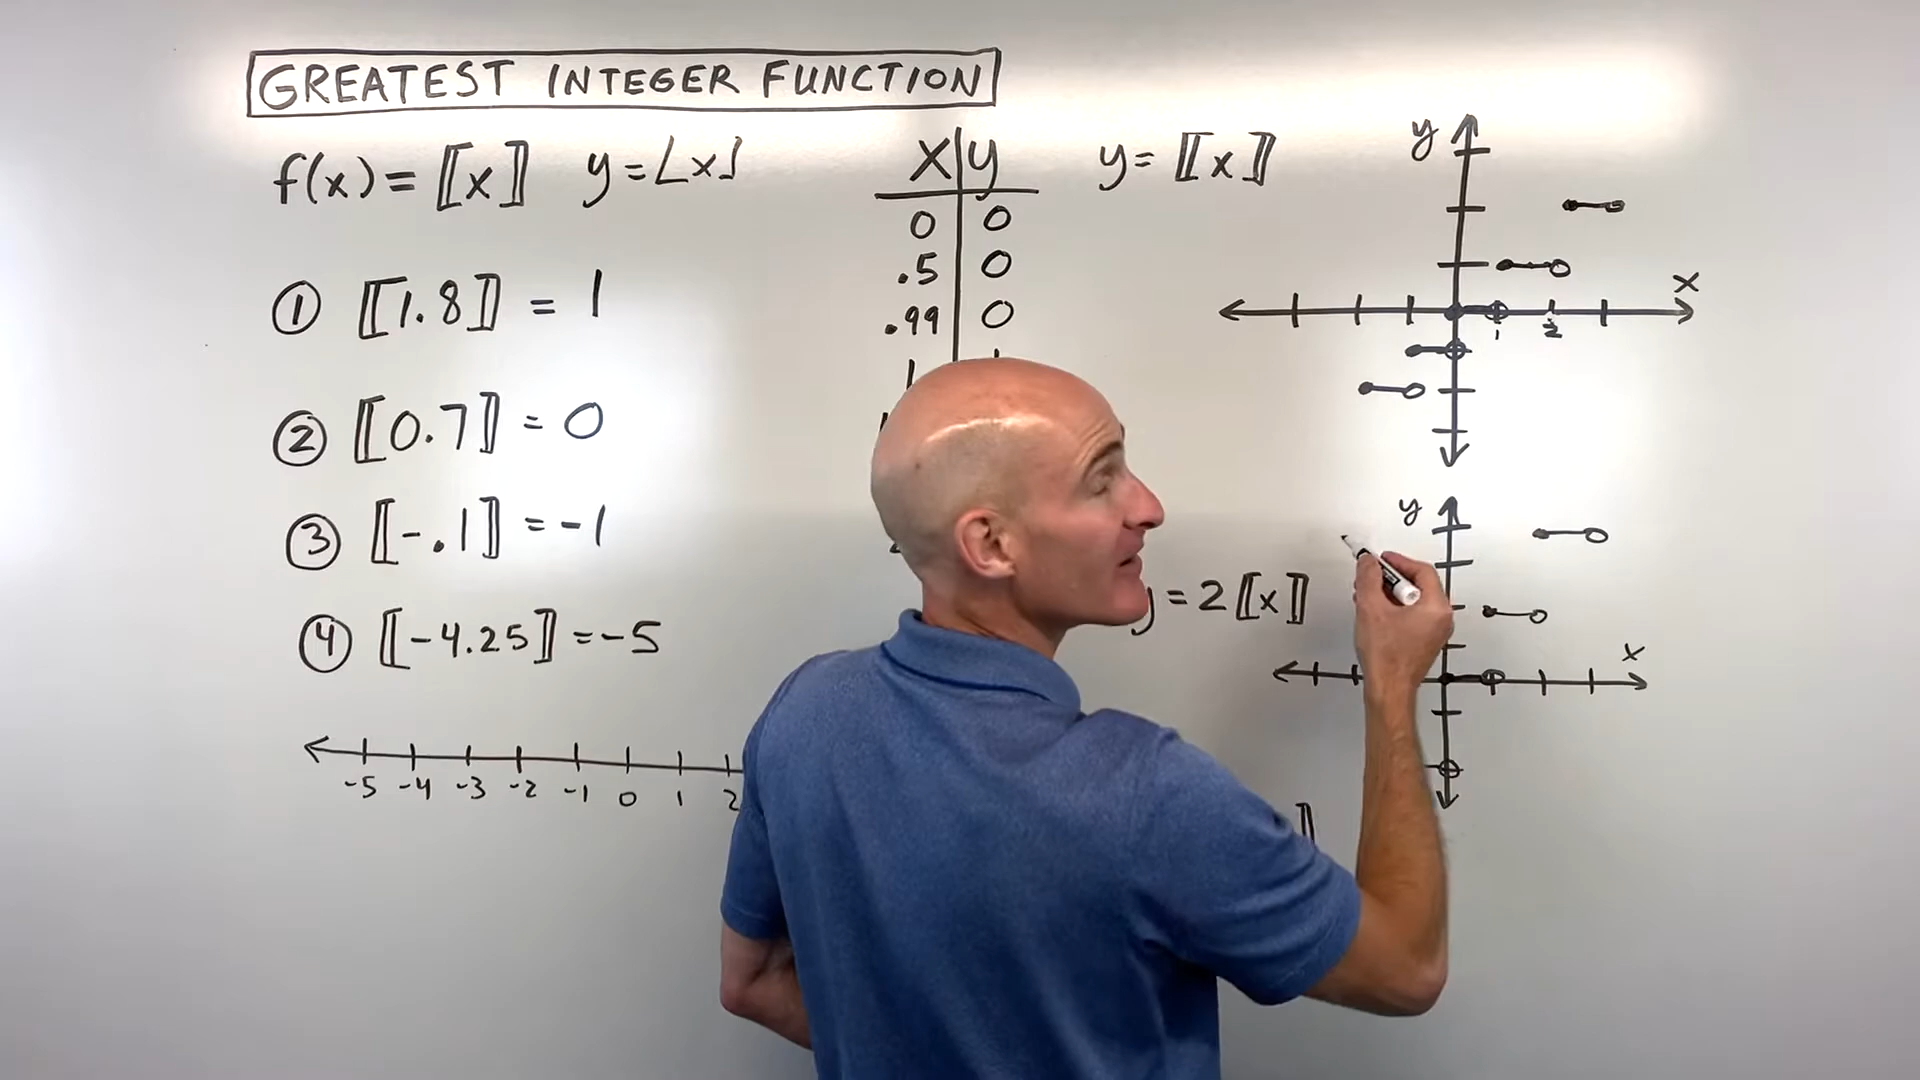 GREATEST INTEGER FUNCTION
f(x) = ⟦x⟧ y = ⌊x⌋
① ⟦1.8⟧ = 1
② ⟦0.7⟧ = 0
③ ⟦-.1⟧ = -1
④ ⟦-4.25⟧ = -5
-5 -4 -3 -2 -1 0 1 2
x y
0 0
.5 0
.99 0
y = ⟦x⟧
y
x
1 2
y = 2⟦x⟧
y
x